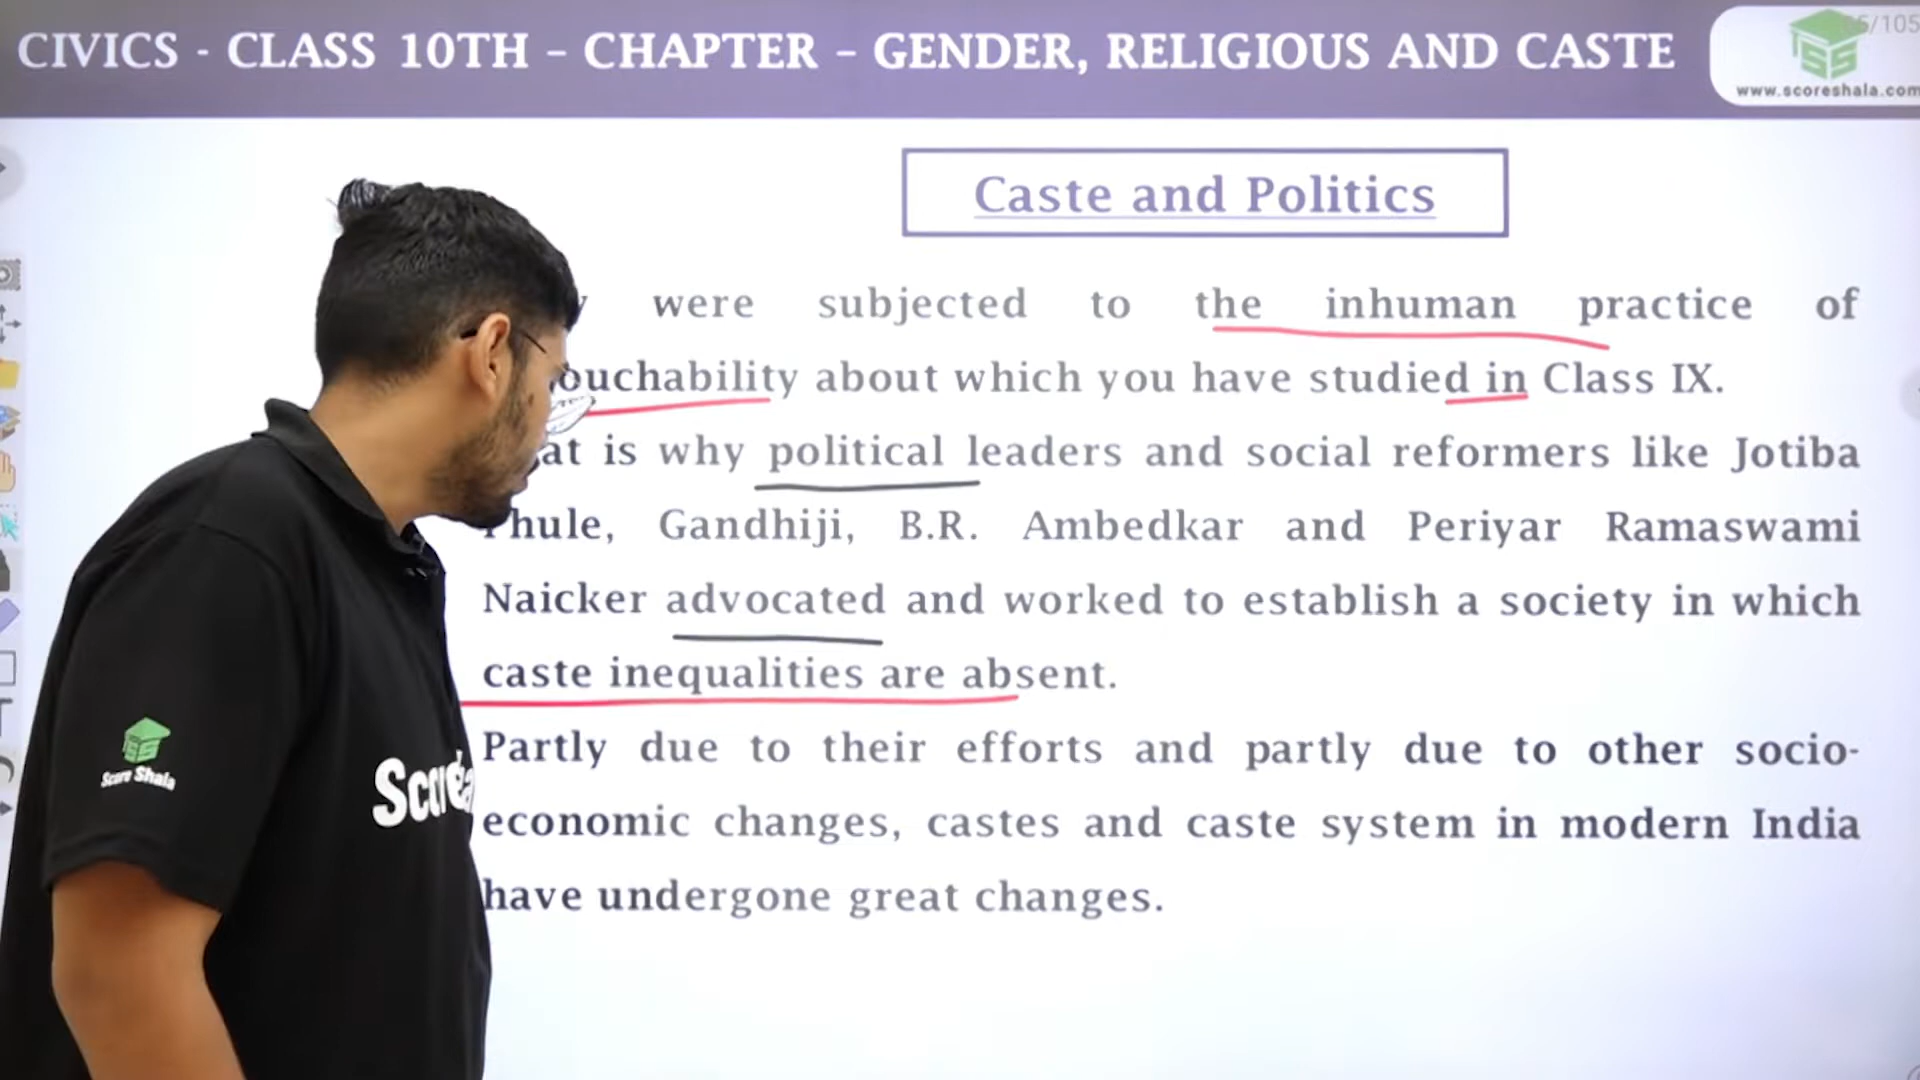 CIVICS - CLASS 10TH – CHAPTER – GENDER, RELIGIOUS AND CASTE
/105
www.scoreshala.com
Caste and Politics
were subjected to the inhuman practice of
about which you have studied in Class IX.
is why political leaders and social reformers like Jotiba
Phule, Gandhiji, B.R. Ambedkar and Periyar Ramaswami
Naicker advocated and worked to establish a society in which
caste inequalities are absent.
Partly due to their efforts and partly due to other socio-
economic changes, castes and caste system in modern India
have undergone great changes.
Score Shala